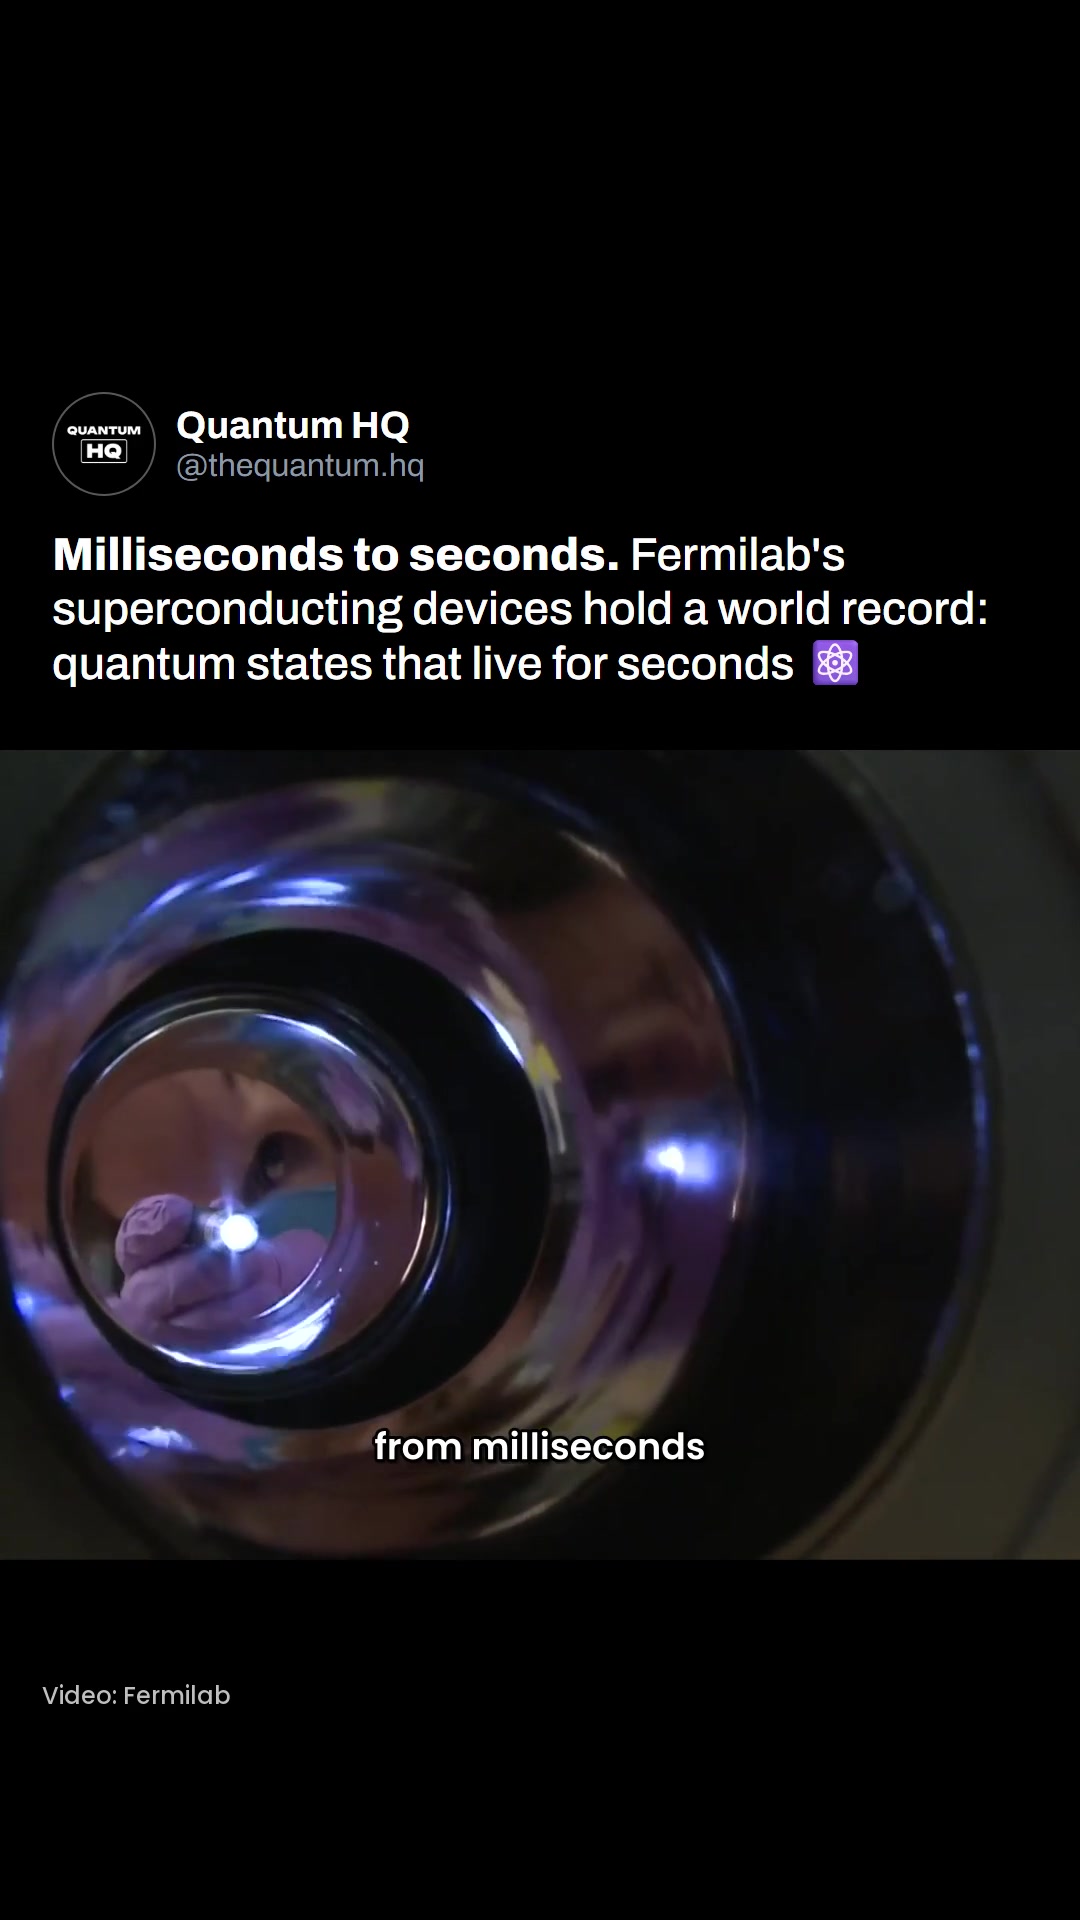 QUANTUM
HQ
Quantum HQ
@thequantum.hq
Milliseconds to seconds. Fermilab's
superconducting devices hold a world record:
quantum states that live for seconds ⚛️
from milliseconds
Video: Fermilab